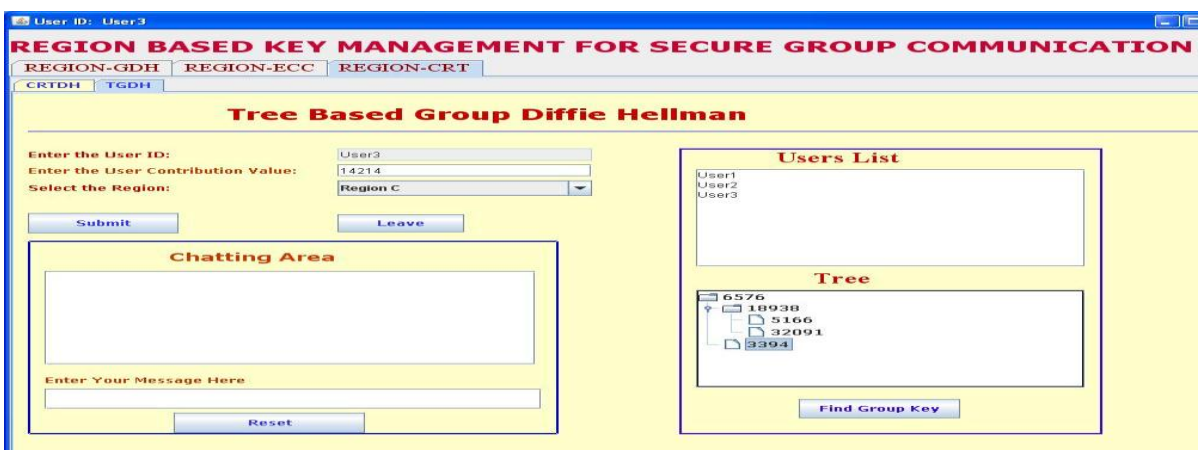 User ID: User3
REGION BASED KEY MANAGEMENT FOR SECURE GROUP COMMUNICATION
REGION-GDH REGION-ECC REGION-CRT
CRTDH TGDH
Tree Based Group Diffie Hellman
Enter the User ID: User3
Enter the User Contribution Value: 14214
Select the Region: Region C
Submit Leave
Chatting Area
Enter Your Message Here
Reset
Users List
User1
User2
User3
Tree
6576
18938
5166
32091
3394
Find Group Key